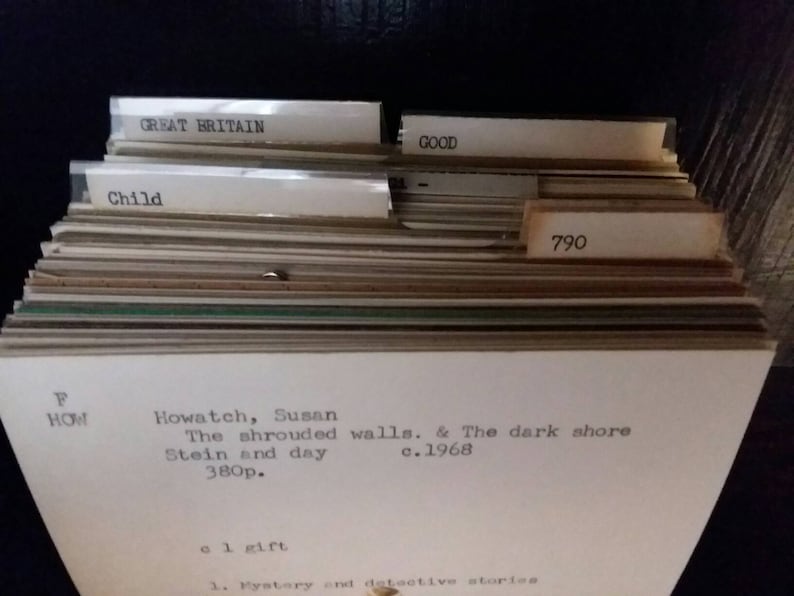 GREAT BRITAIN
GOOD
Child
790
F
HOW
Howatch, Susan
The shrouded walls. & The dark shore
Stein and day c.1968
380p.
c 1 gift
1. Mystery and detective stories